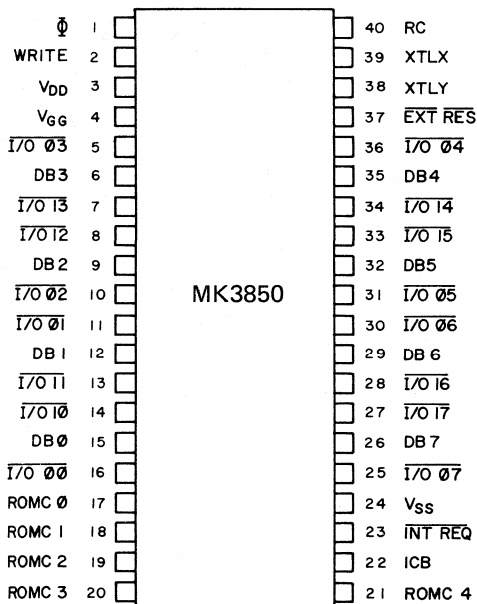 Φ 1 40 RC
WRITE 2 39 XTLX
VDD 3 38 XTLY
VGG 4 37 EXT RES
I/O Ø3 5 36 I/O Ø4
DB3 6 35 DB4
I/O 13 7 34 I/O 14
I/O 12 8 33 I/O 15
DB2 9 32 DB5
I/O Ø2 10 MK3850 31 I/O Ø5
I/O Ø1 11 30 I/O Ø6
DB1 12 29 DB6
I/O 11 13 28 I/O 16
I/O 1Ø 14 27 I/O 17
DBØ 15 26 DB7
I/O ØØ 16 25 I/O Ø7
ROMC Ø 17 24 VSS
ROMC 1 18 23 INT REQ
ROMC 2 19 22 ICB
ROMC 3 20 21 ROMC 4